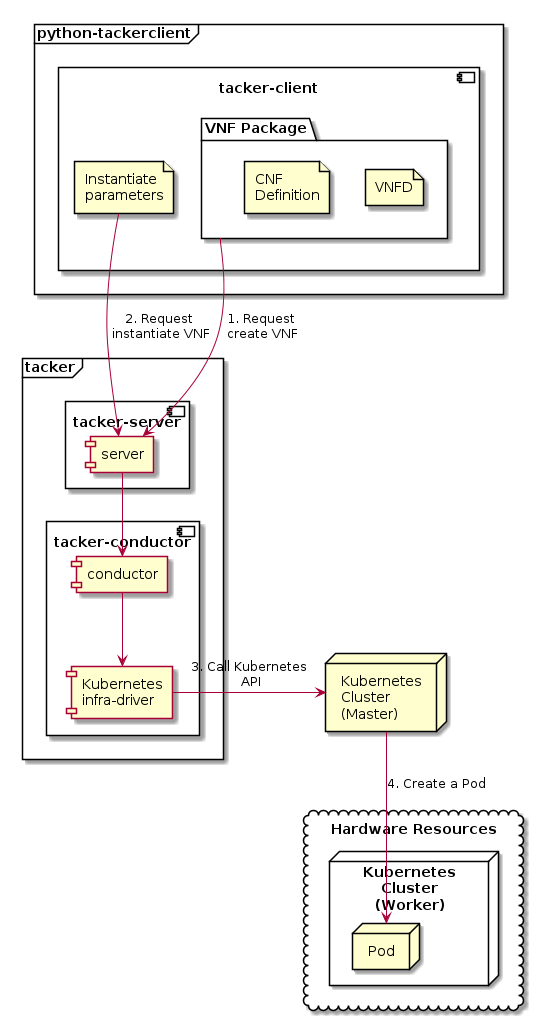 python-tackerclient
tacker-client
VNF Package
Instantiate
parameters
CNF
Definition
VNFD
2. Request
instantiate VNF
1. Request
create VNF
tacker
tacker-server
server
tacker-conductor
conductor
Kubernetes
infra-driver
3. Call Kubernetes
API
Kubernetes
Cluster
(Master)
4. Create a Pod
Hardware Resources
Kubernetes
Cluster
(Worker)
Pod